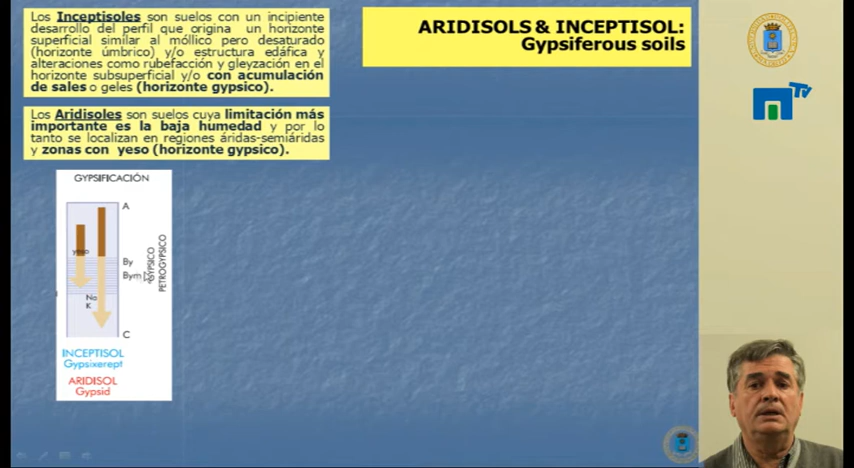 Los Inceptisoles son suelos con un incipiente
desarrollo del perfil que origina un horizonte
superficial similar al móllico pero desaturado
(horizonte úmbrico) y/o estructura edáfica y
alteraciones como rubefacción y gleyzación en el
horizonte subsuperficial y/o con acumulación
de sales o geles (horizonte gypsico).
Los Aridisoles son suelos cuya limitación más
importante es la baja humedad y por lo
tanto se localizan en regiones áridas-semiáridas
y zonas con yeso (horizonte gypsico).
ARIDISOLS & INCEPTISOL:
Gypsiferous soils
TV
GYPSIFICACIÓN
A
yeso
By
Bym
GYPSICO
PETROGYPSICO
Na
K
C
INCEPTISOL
Gypsixerept
ARIDISOL
Gypsid